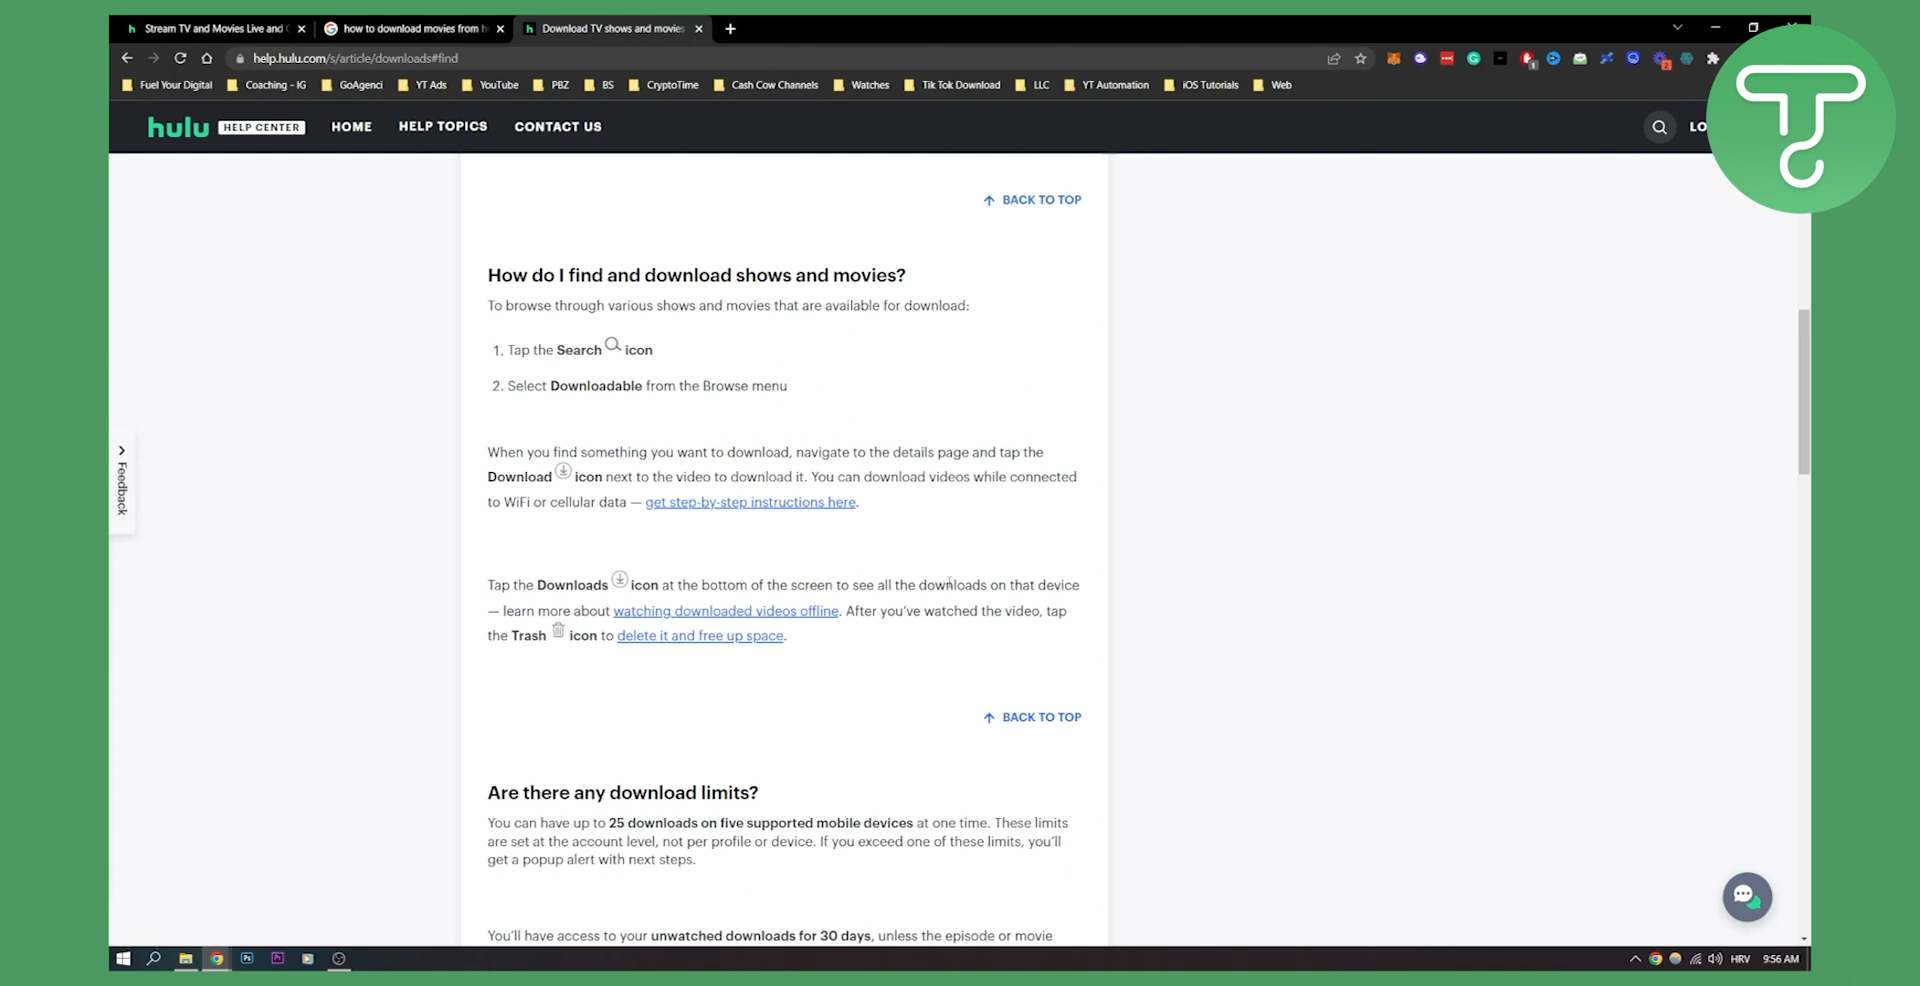 Stream TV and Movies Live and
how to download movies from h
Download TV shows and movies
help.hulu.com/s/article/downloads#find
Fuel Your Digital
Coaching - IG
GoAgenci
YT Ads
YouTube
PBZ
BS
CryptoTime
Cash Cow Channels
Watches
Tik Tok Download
LLC
YT Automation
iOS Tutorials
Web
hulu HELP CENTER HOME HELP TOPICS CONTACT US LO
BACK TO TOP
How do I find and download shows and movies?
To browse through various shows and movies that are available for download:
1. Tap the Search icon
2. Select Downloadable from the Browse menu
When you find something you want to download, navigate to the details page and tap the
Download icon next to the video to download it. You can download videos while connected
to WiFi or cellular data — get step-by-step instructions here.
Tap the Downloads icon at the bottom of the screen to see all the downloads on that device
— learn more about watching downloaded videos offline. After you've watched the video, tap
the Trash icon to delete it and free up space.
BACK TO TOP
Are there any download limits?
You can have up to 25 downloads on five supported mobile devices at one time. These limits
are set at the account level, not per profile or device. If you exceed one of these limits, you'll
get a popup alert with next steps.
You'll have access to your unwatched downloads for 30 days, unless the episode or movie
Feedback
Ps
Pr
HRV
9:56 AM